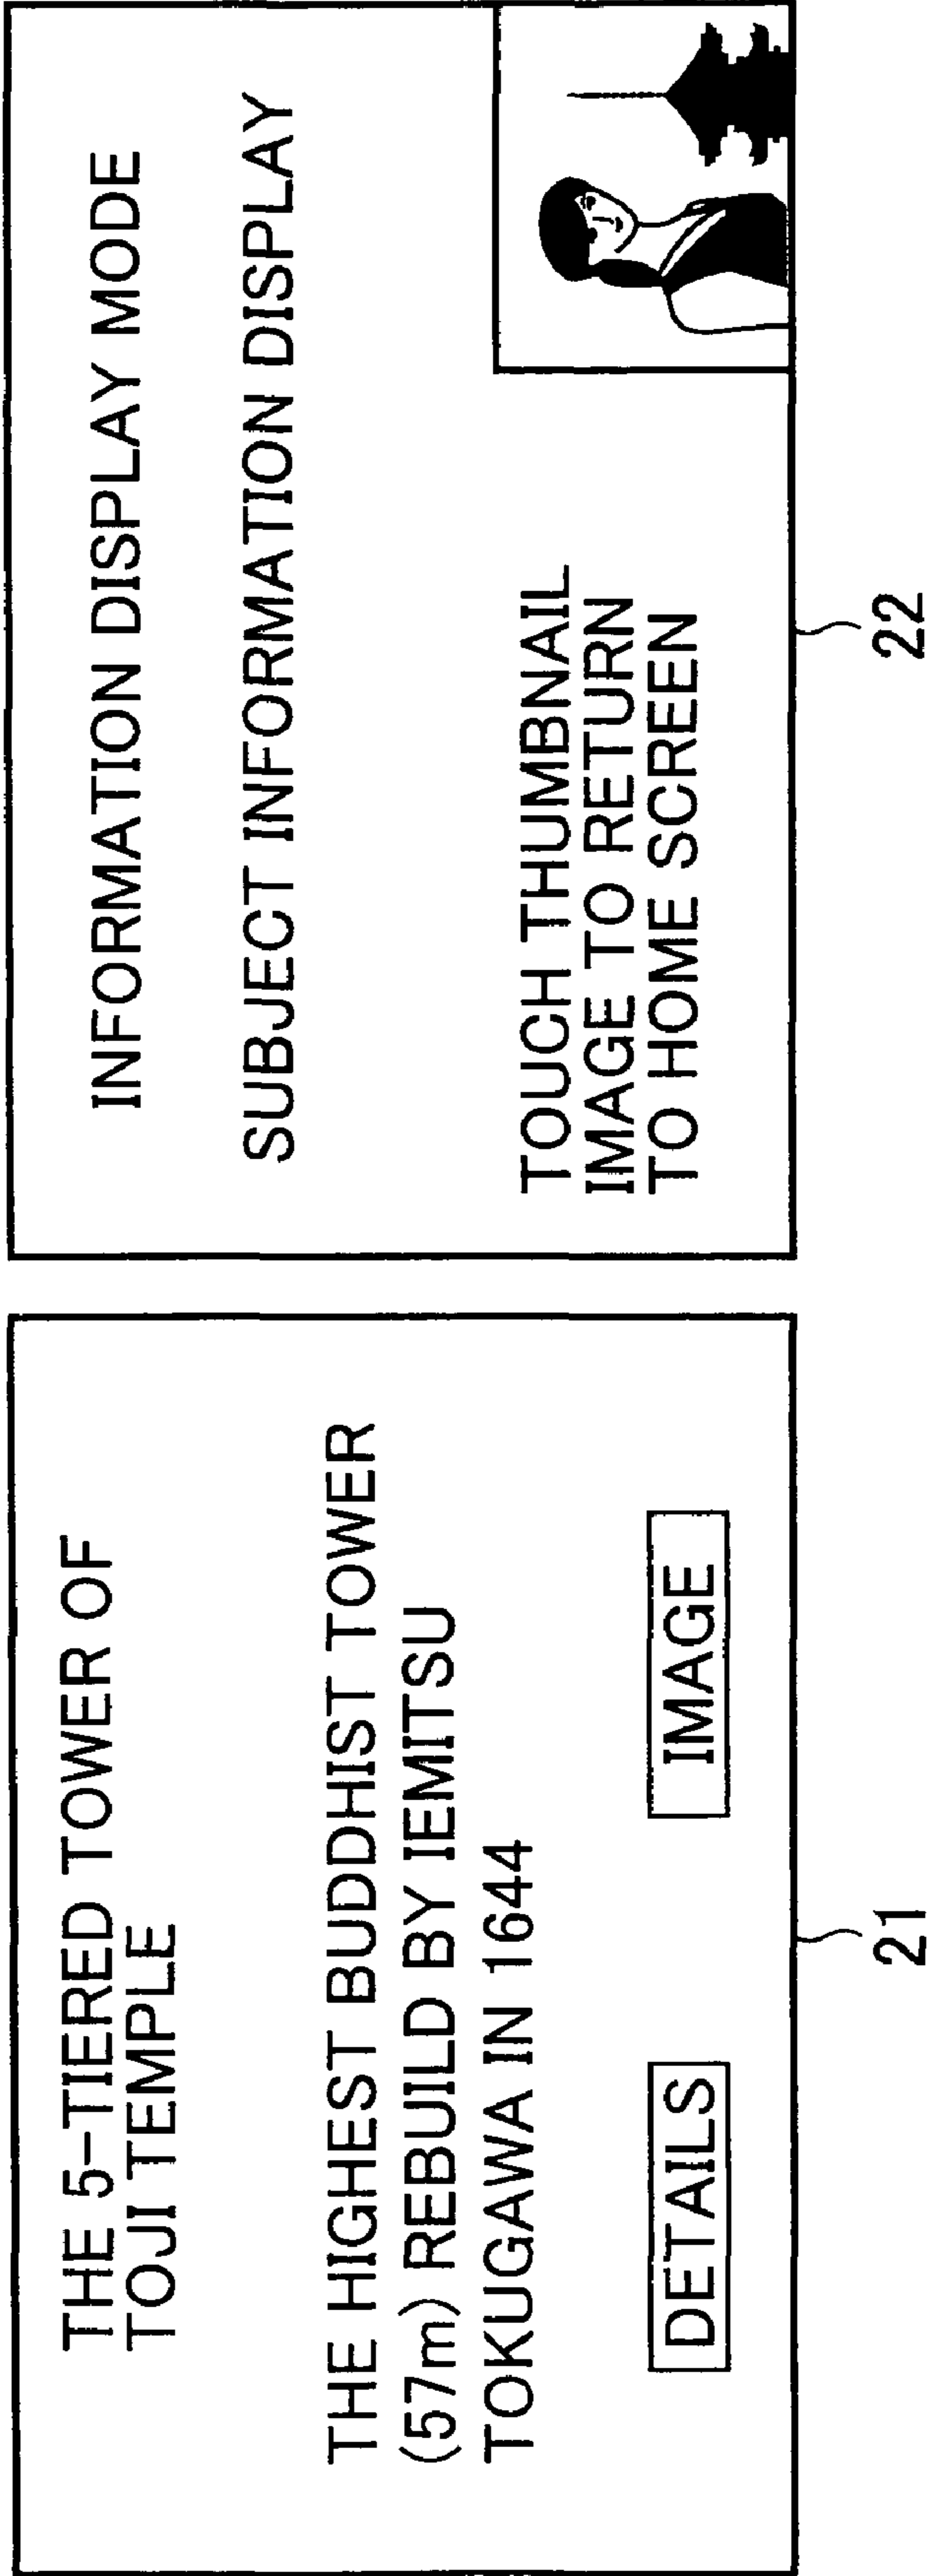 THE 5-TIERED TOWER OF
TOJI TEMPLE
THE HIGHEST BUDDHIST TOWER
(57m) REBUILD BY IEMITSU
TOKUGAWA IN 1644
DETAILS
IMAGE
21
INFORMATION DISPLAY MODE
SUBJECT INFORMATION DISPLAY
TOUCH THUMBNAIL
IMAGE TO RETURN
TO HOME SCREEN
22